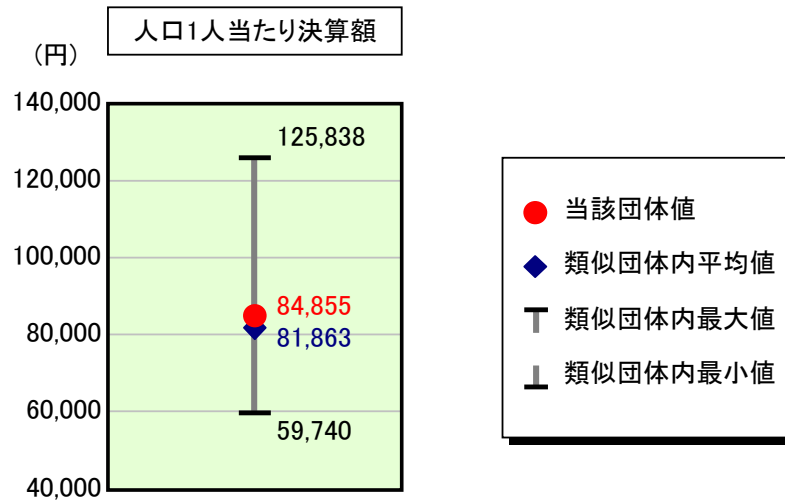 人口1人当たり決算額
(円)
140,000
120,000
100,000
80,000
60,000
40,000
125,838
84,855
81,863
59,740
当該団体値
類似団体内平均値
類似団体内最大値
類似団体内最小値